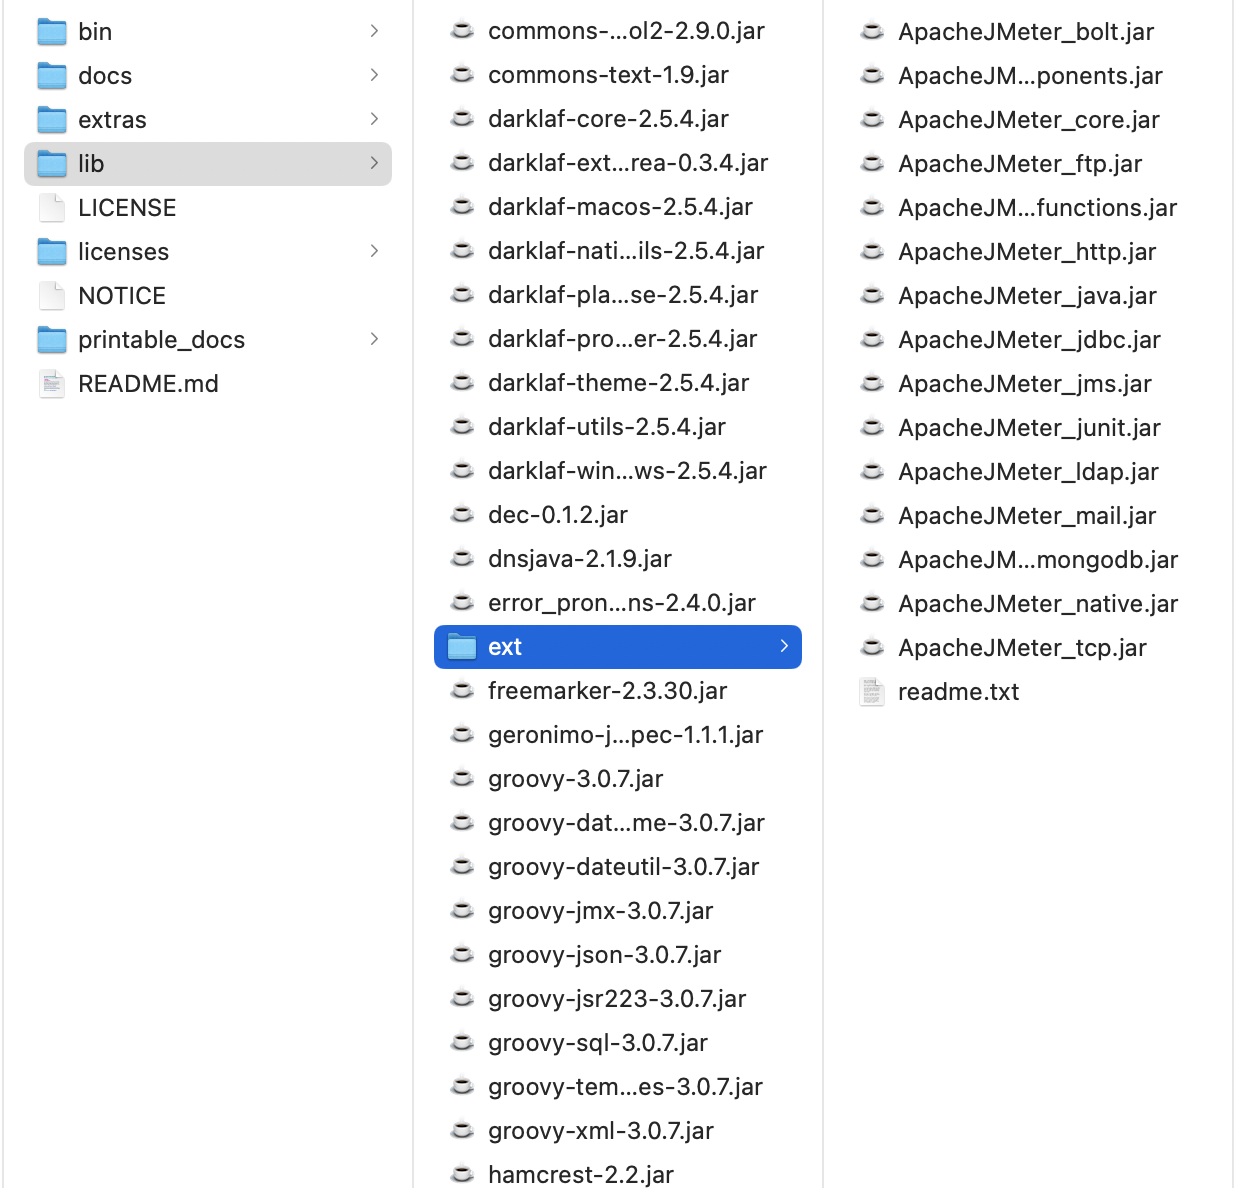 bin
docs
extras
lib
LICENSE
licenses
NOTICE
printable_docs
README.md
commons-...ol2-2.9.0.jar
commons-text-1.9.jar
darklaf-core-2.5.4.jar
darklaf-ext...rea-0.3.4.jar
darklaf-macos-2.5.4.jar
darklaf-nati...ils-2.5.4.jar
darklaf-pla...se-2.5.4.jar
darklaf-pro...er-2.5.4.jar
darklaf-theme-2.5.4.jar
darklaf-utils-2.5.4.jar
darklaf-win...ws-2.5.4.jar
dec-0.1.2.jar
dnsjava-2.1.9.jar
error_pron...ns-2.4.0.jar
ext
freemarker-2.3.30.jar
geronimo-j...pec-1.1.1.jar
groovy-3.0.7.jar
groovy-dat...me-3.0.7.jar
groovy-dateutil-3.0.7.jar
groovy-jmx-3.0.7.jar
groovy-json-3.0.7.jar
groovy-jsr223-3.0.7.jar
groovy-sql-3.0.7.jar
groovy-tem...es-3.0.7.jar
groovy-xml-3.0.7.jar
hamcrest-2.2.jar
ApacheJMeter_bolt.jar
ApacheJM...ponents.jar
ApacheJMeter_core.jar
ApacheJMeter_ftp.jar
ApacheJM...functions.jar
ApacheJMeter_http.jar
ApacheJMeter_java.jar
ApacheJMeter_jdbc.jar
ApacheJMeter_jms.jar
ApacheJMeter_junit.jar
ApacheJMeter_ldap.jar
ApacheJMeter_mail.jar
ApacheJM...mongodb.jar
ApacheJMeter_native.jar
ApacheJMeter_tcp.jar
readme.txt